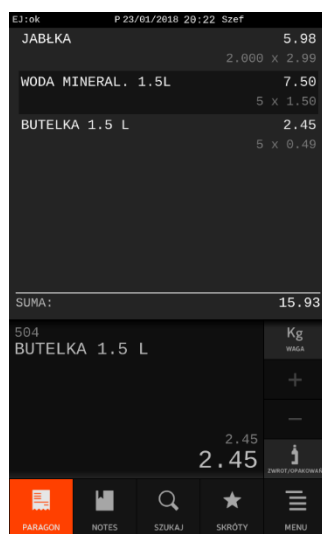 EJ:ok P 23/01/2018 20:22 Szef
JABŁKA 5.98
2.000 x 2.99
WODA MINERAL. 1.5L 7.50
5 x 1.50
BUTELKA 1.5 L 2.45
5 x 0.49
SUMA: 15.93
504
BUTELKA 1.5 L
Kg
WAGA
+
−
2.45
2.45
ZWROT/OPAKOWAŃ
PARAGON NOTES SZUKAJ SKRÓTY MENU